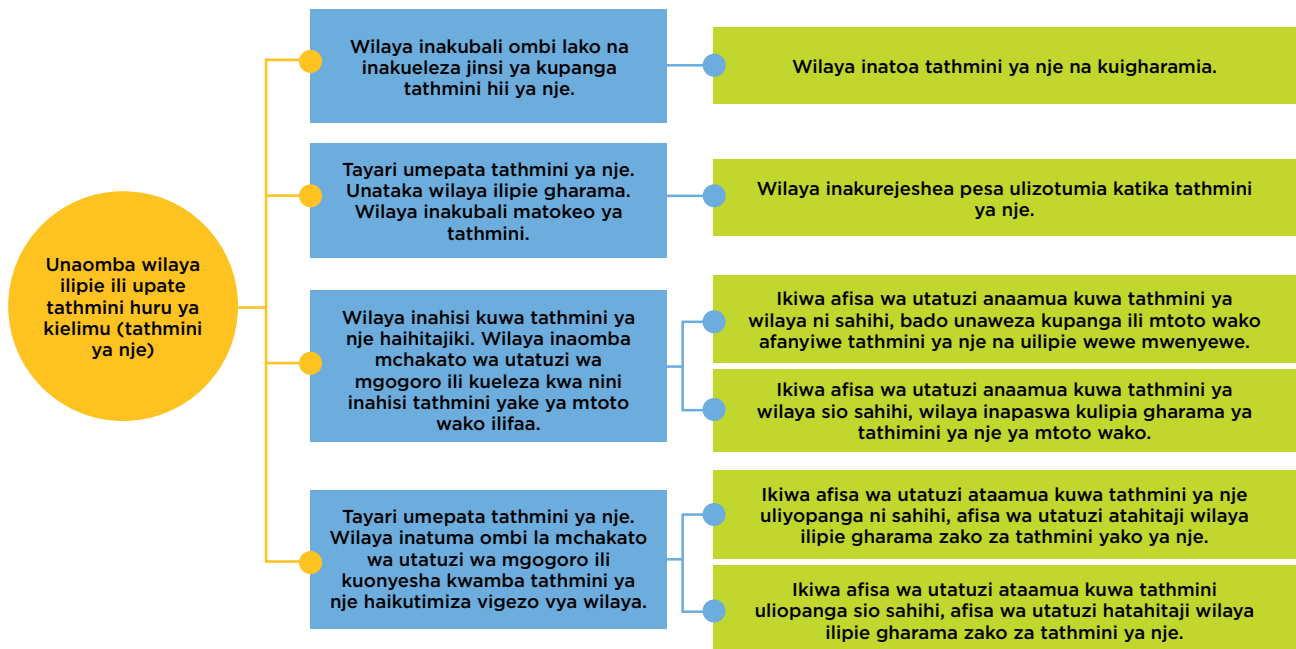 Unaomba wilaya
ilipie ili upate
tathmini huru ya
kielimu (tathmini
ya nje)
Wilaya inakubali ombi lako na
inakueleza jinsi ya kupanga
tathmini hii ya nje.
Wilaya inatoa tathmini ya nje na kuigharamia.
Tayari umepata tathmini ya nje.
Unataka wilaya ilipie gharama.
Wilaya inakubali matokeo ya
tathmini.
Wilaya inakurejeshea pesa ulizotumia katika tathmini
ya nje.
Wilaya inahisi kuwa tathmini ya
nje haihitajiki. Wilaya inaomba
mchakato wa utatuzi wa
mgogoro ili kueleza kwa nini
inahisi tathmini yake ya mtoto
wako ilifaa.
Ikiwa afisa wa utatuzi anaamua kuwa tathmini ya
wilaya ni sahihi, bado unaweza kupanga ili mtoto wako
afanyiwe tathmini ya nje na uilipie wewe mwenyewe.
Ikiwa afisa wa utatuzi anaamua kuwa tathmini ya
wilaya sio sahihi, wilaya inapaswa kulipia gharama ya
tathimini ya nje ya mtoto wako.
Tayari umepata tathmini ya nje.
Wilaya inatuma ombi la mchakato
wa utatuzi wa mgogoro ili
kuonyesha kwamba tathmini ya
nje haikutimiza vigezo vya wilaya.
Ikiwa afisa wa utatuzi ataamua kuwa tathmini ya nje
uliyopanga ni sahihi, afisa wa utatuzi atahitaji wilaya
ilipie gharama zako za tathmini yako ya nje.
Ikiwa afisa wa utatuzi ataamua kuwa tathmini
uliopanga sio sahihi, afisa wa utatuzi hatahitaji wilaya
ilipie gharama zako za tathmini ya nje.